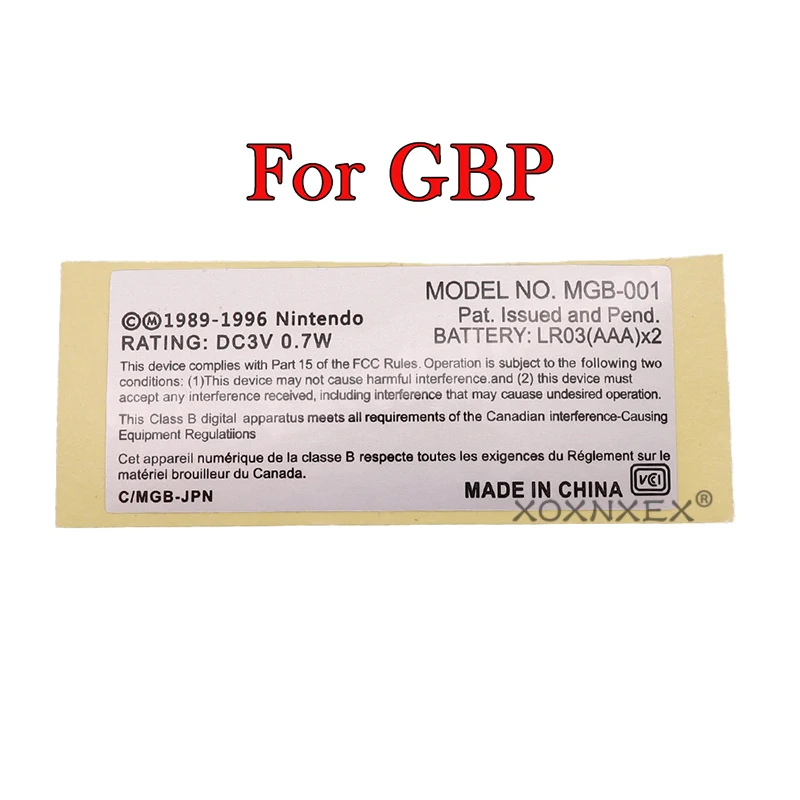 For GBP
MODEL NO. MGB-001
©Ⓜ1989-1996 Nintendo
Pat. Issued and Pend.
RATING: DC3V 0.7W
BATTERY: LR03(AAA)x2
This device complies with Part 15 of the FCC Rules. Operation is subject to the following two
conditions: (1)This device may not cause harmful interference.and (2) this device must
accept any interference received, including interference that may cauase undesired operation.
This Class B digital apparatus meets all requirements of the Canadian interference-Causing
Equipment Regulatiions
Cet appareil numérique de la classe B respecte toutes les exigences du Réglement sur le
matériel brouilleur du Canada.
C/MGB-JPN
MADE IN CHINA
VCI
XOXNXEX®